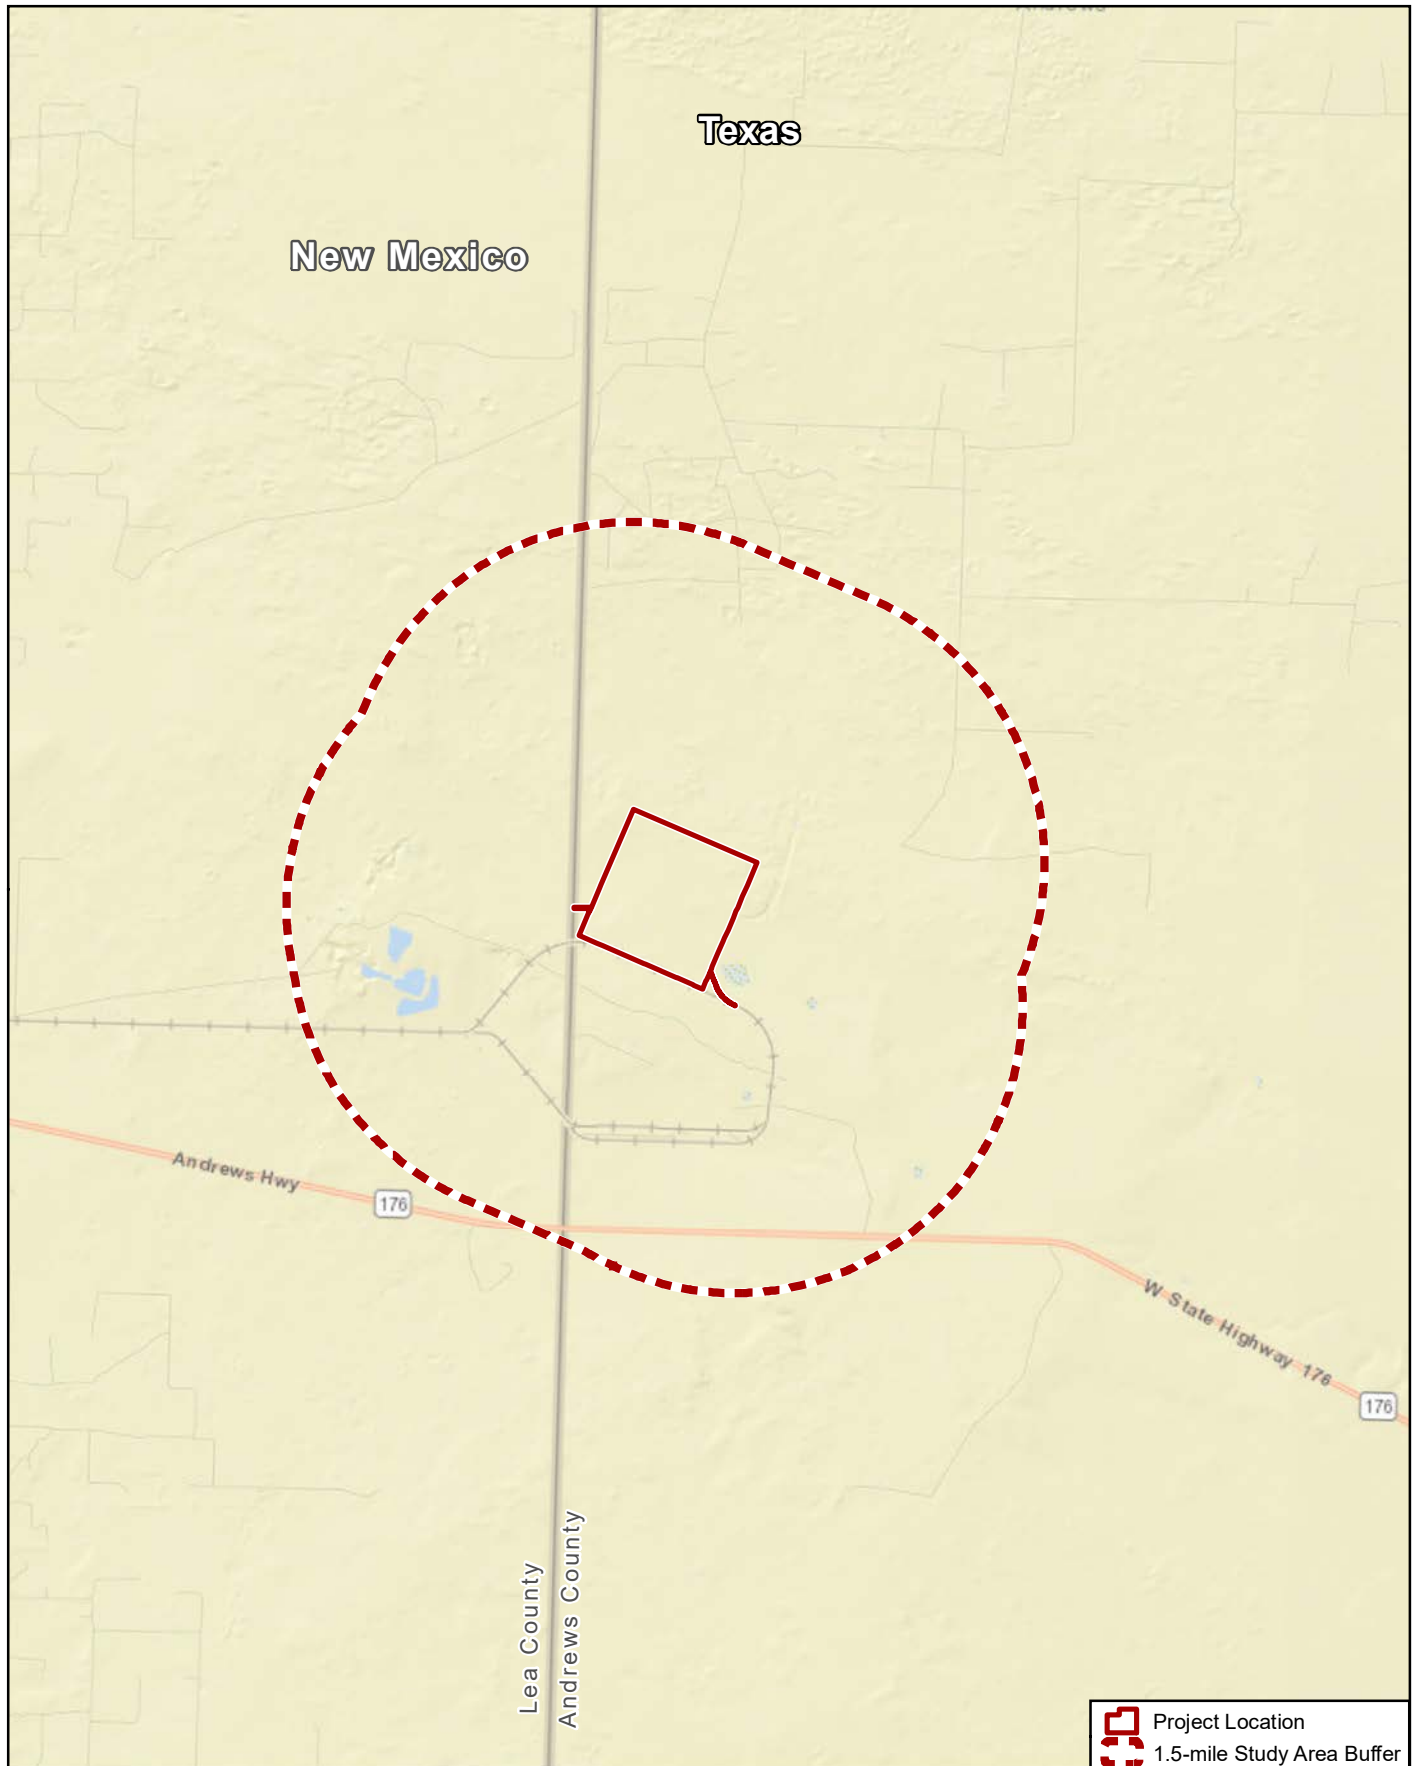 Texas
New Mexico
Andrews Hwy
176
W State Highway 176
176
Lea County
Andrews County
Project Location
1.5-mile Study Area Buffer